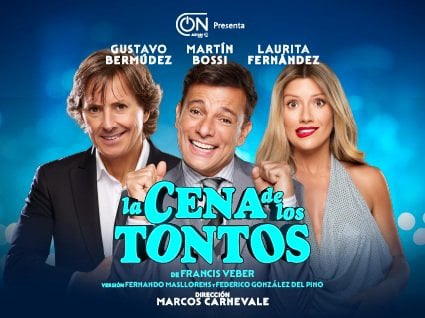 CON Presenta
GUSTAVO BERMÚDEZ
MARTÍN BOSSI
LAURITA FERNÁNDEZ
la CENA de los
TONTOS
DE FRANCIS VEBER
VERSIÓN FERNANDO MASLLORENS Y FEDERICO GONZÁLEZ DEL PINO
DIRECCIÓN
MARCOS CARNEVALE